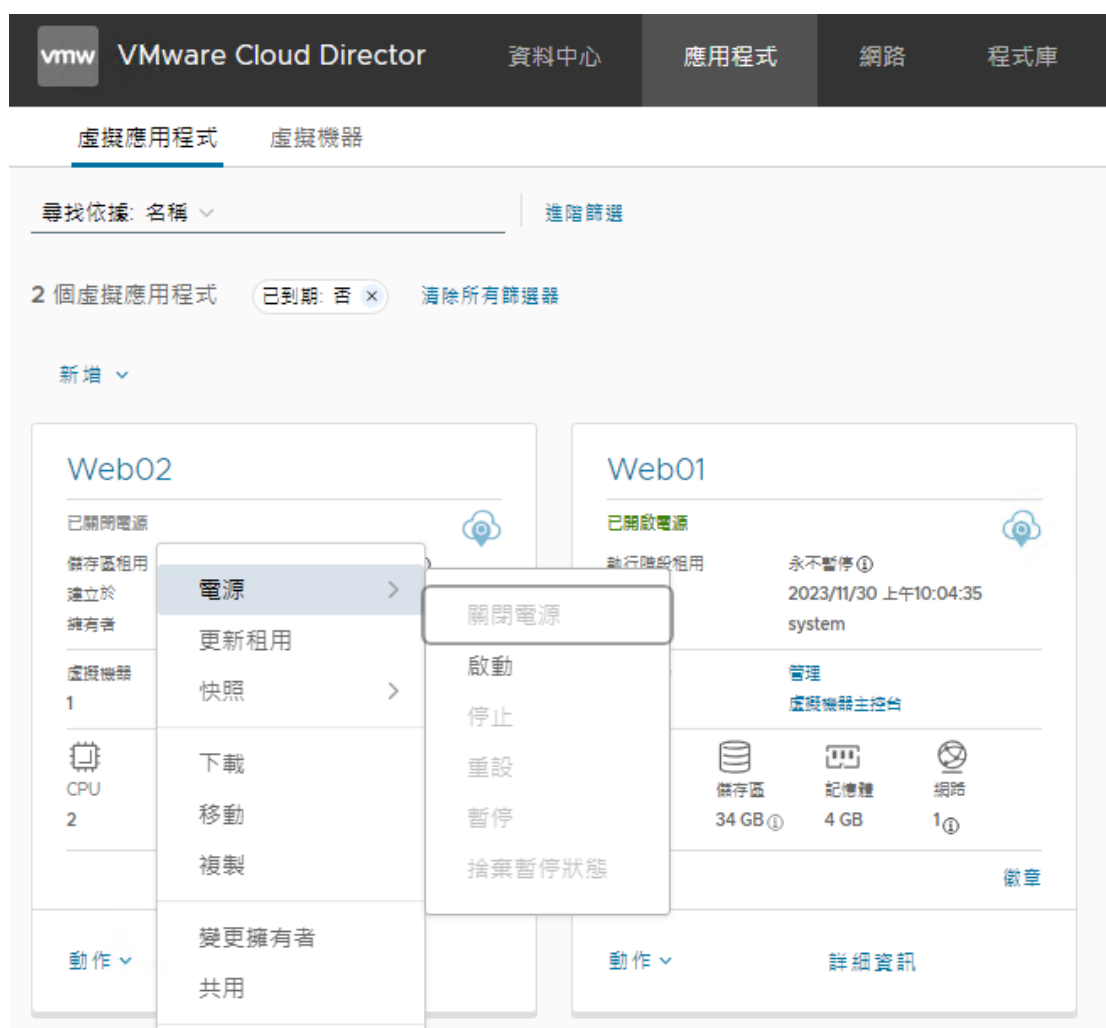 vmw VMware Cloud Director 資料中心 應用程式 網路 程式庫
虛擬應用程式 虛擬機器
尋找依據: 名稱
進階篩選
2 個虛擬應用程式 已到期: 否 × 清除所有篩選器
新增
Web02
已關閉電源
儲存區租用
建立於
擁有者
虛擬機器
1
CPU
2
動作
電源
更新租用
快照
下載
移動
複製
變更擁有者
共用
關閉電源
啟動
停止
重設
暫停
捨棄暫停狀態
Web01
已開啟電源
執行階段租用 永不暫停
2023/11/30 上午10:04:35
system
管理
虛擬機器主控台
儲存區 記憶體 網路
34 GB 4 GB 1
徽章
動作 詳細資訊